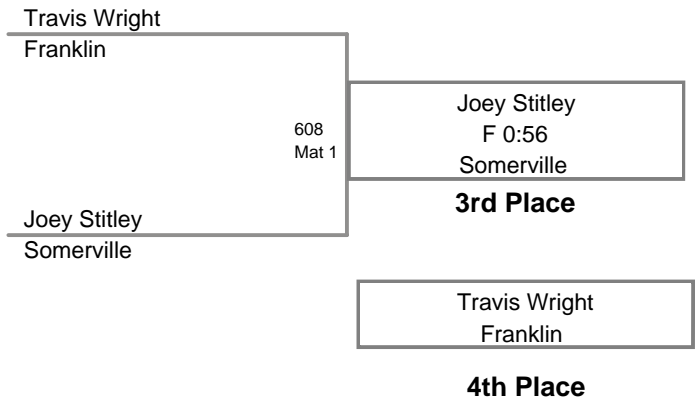 Travis Wright
Franklin
608
Mat 1
Joey Stitley
F 0:56
Somerville
3rd Place
Joey Stitley
Somerville
Travis Wright
Franklin
4th Place